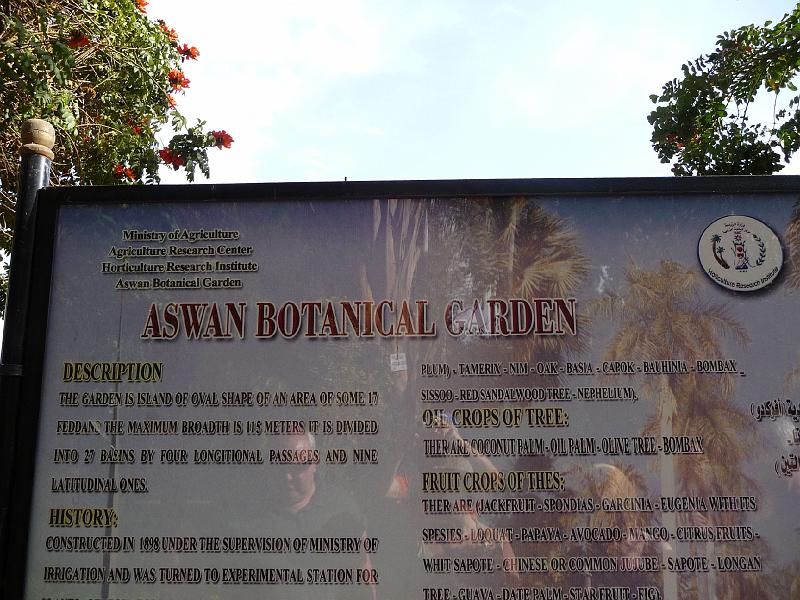 Ministry of Agriculture
Agriculture Research Center
Horticulture Research Institute
Aswan Botanical Garden
ASWAN BOTANICAL GARDEN
DESCRIPTION
THE GARDEN IS ISLAND OF OVAL SHAPE OF AN AREA OF SOME 17
FEDDANS THE MAXIMUM BROADTH IS 115 METERS IT IS DIVIDED
INTO 27 BASINS BY FOUR LONGITIONAL PASSAGES AND NINE
LATITUDINAL ONES.
HISTORY:
CONSTRUCTED IN 1898 UNDER THE SUPERVISION OF MINISTRY OF
IRRIGATION AND WAS TURNED TO EXPERIMENTAL STATION FOR
PLUM) - TAMERIX - NIM - OAK - BASIA - CAPOK - BAUHINIA - BOMBAX _
SISSOO - RED SANDALWOOD TREE - NEPHELIUM).
OIL CROPS OF TREE:
THER ARE COCONUT PALM - OIL PALM - OLIVE TREE - BOMBAX
FRUIT CROPS OF THES:
THER ARE (JACKFRUIT - SPONDIAS - GARCINIA - EUGENIA WITH ITS
SPESIES - LOQUAT - PAPAYA - AVOCADO - MANGO - CITRUS FRUITS -
WHIT SAPOTE - CHINESE OR COMMON JUJUBE - SAPOTE - LONGAN
TREE - GUAVA - DATE PALM - STAR FRUIT - FIG).
Horticulture Research Institute